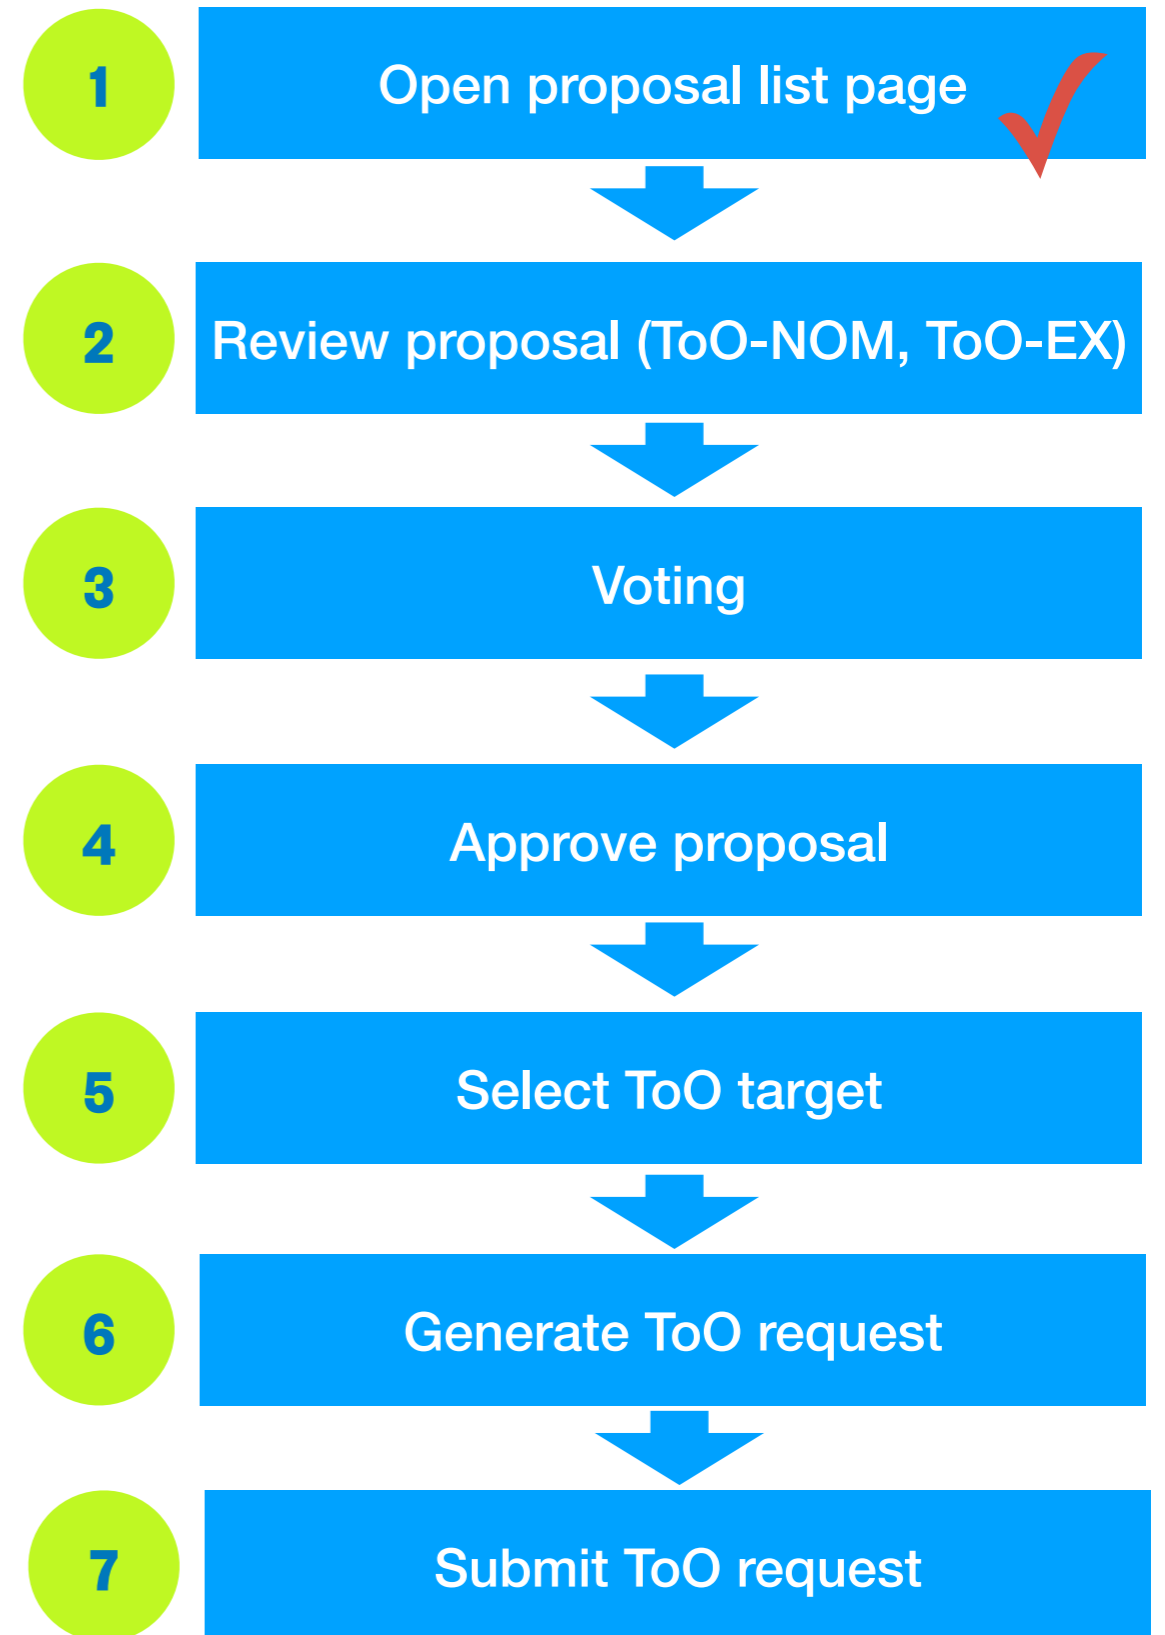 1
Open proposal list page
2
Review proposal (ToO-NOM, ToO-EX)
3
Voting
4
Approve proposal
5
Select ToO target
6
Generate ToO request
7
Submit ToO request